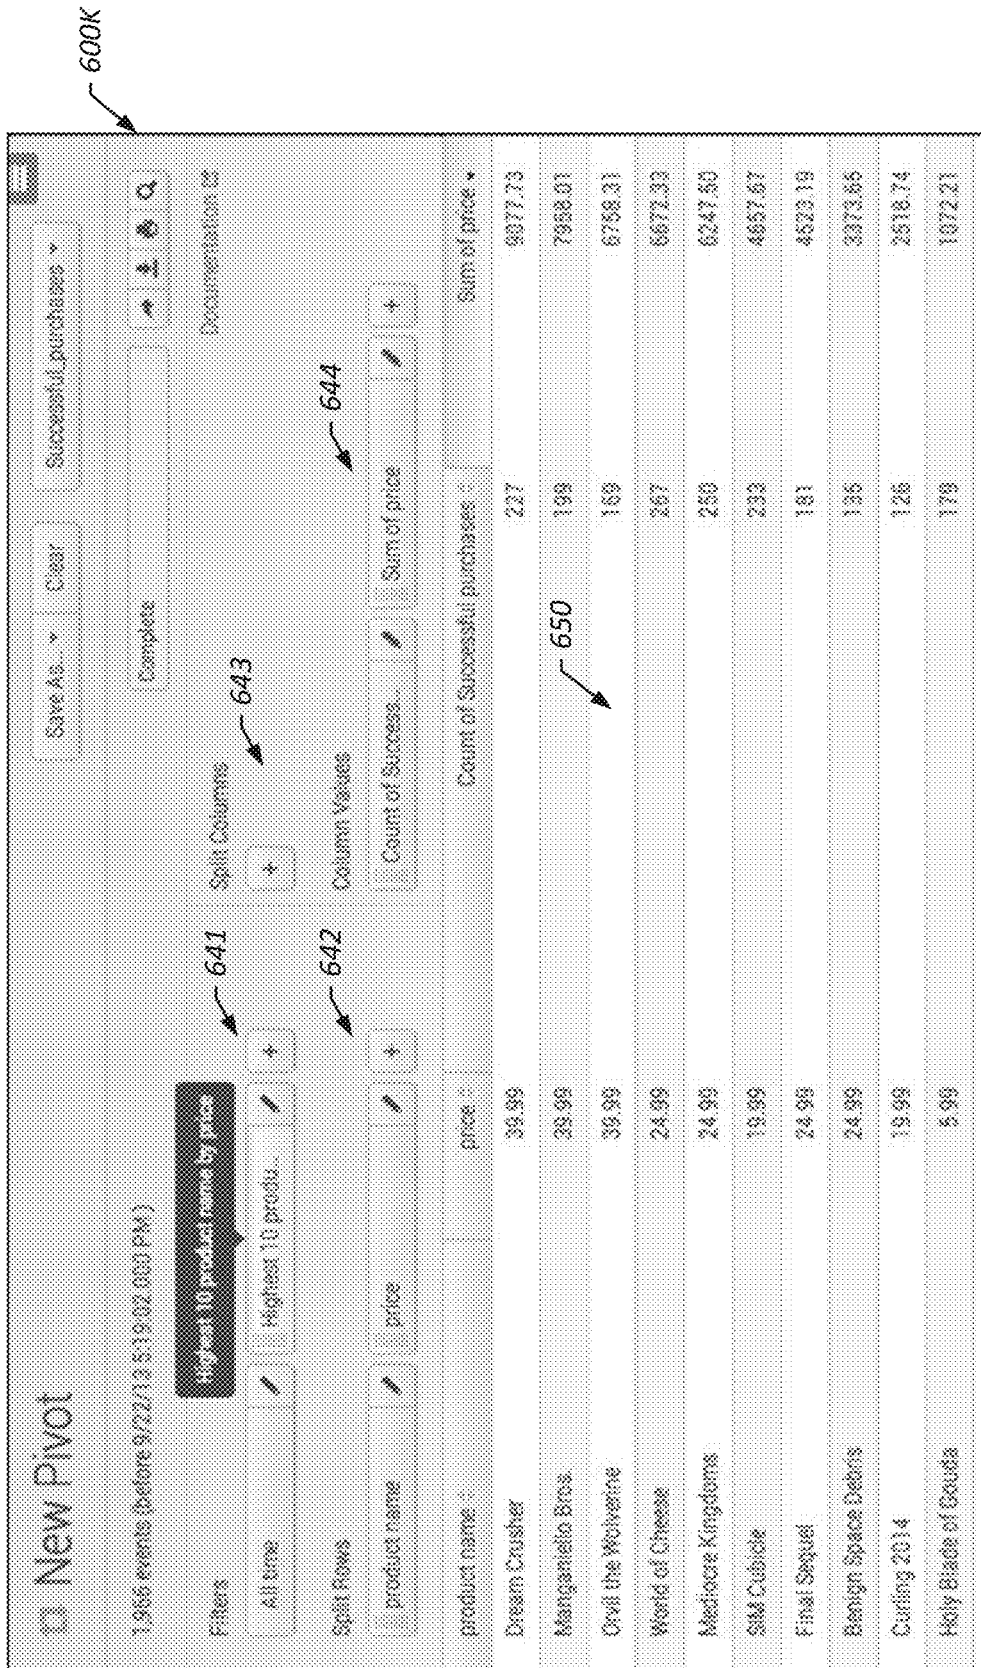 600K
New Pivot
Save As... Clear Successful_purchases
1,966 events (before 9/22/13 5:19:02.000 PM)
Complete
Highest 10 product name by price
Filters
Split Columns
Documentation
641
643
All time Highest 10 produ... +
+
Split Rows
Column Values
642
644
product name price +
Count of Success... Sum of price +
product name price Count of Successful purchases Sum of price
Dream Crusher 39.99 227 9077.73
Manganiello Bros. 39.99 199 7958.01
Orvil the Wolverine 39.99 169 6758.31
World of Cheese 24.99 267 6672.33
Mediocre Kingdoms 24.99 250 6247.50
SIM Cubicle 19.99 233 4657.67
Final Sequel 24.99 181 4523.19
Benign Space Debris 24.99 135 3373.65
Curling 2014 19.99 126 2518.74
Holy Blade of Gouda 5.99 179 1072.21
650